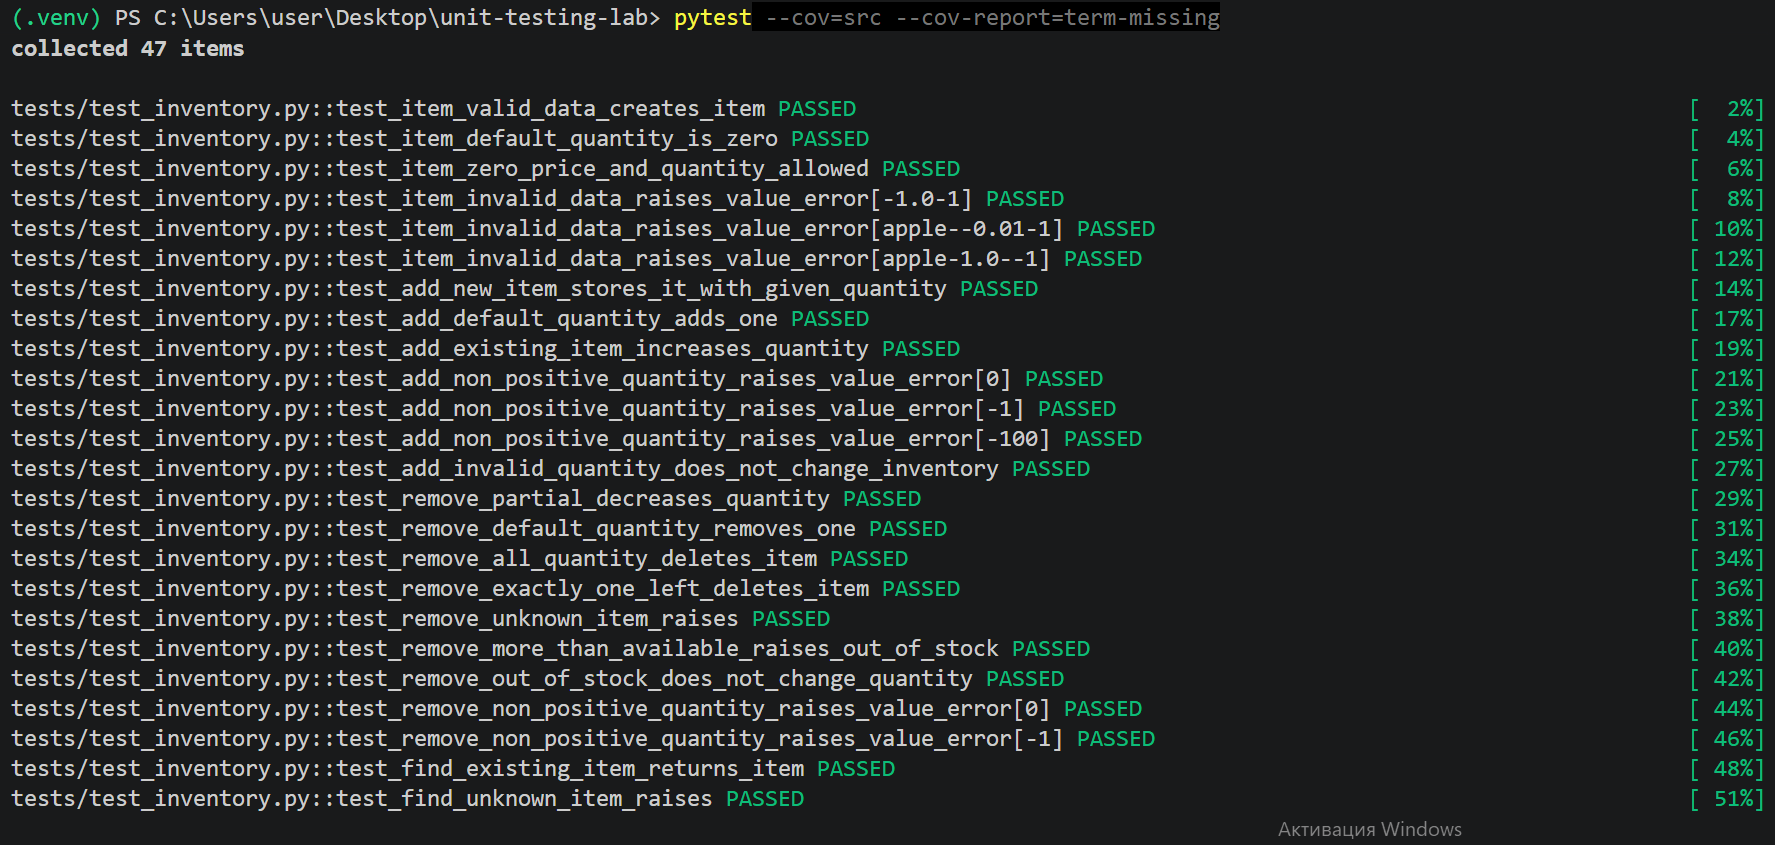 (.venv) PS C:\Users\user\Desktop\unit-testing-lab> pytest --cov=src --cov-report=term-missing
collected 47 items
tests/test_inventory.py::test_item_valid_data_creates_item PASSED [  2%]
tests/test_inventory.py::test_item_default_quantity_is_zero PASSED [  4%]
tests/test_inventory.py::test_item_zero_price_and_quantity_allowed PASSED [  6%]
tests/test_inventory.py::test_item_invalid_data_raises_value_error[-1.0-1] PASSED [  8%]
tests/test_inventory.py::test_item_invalid_data_raises_value_error[apple--0.01-1] PASSED [ 10%]
tests/test_inventory.py::test_item_invalid_data_raises_value_error[apple-1.0--1] PASSED [ 12%]
tests/test_inventory.py::test_add_new_item_stores_it_with_given_quantity PASSED [ 14%]
tests/test_inventory.py::test_add_default_quantity_adds_one PASSED [ 17%]
tests/test_inventory.py::test_add_existing_item_increases_quantity PASSED [ 19%]
tests/test_inventory.py::test_add_non_positive_quantity_raises_value_error[0] PASSED [ 21%]
tests/test_inventory.py::test_add_non_positive_quantity_raises_value_error[-1] PASSED [ 23%]
tests/test_inventory.py::test_add_non_positive_quantity_raises_value_error[-100] PASSED [ 25%]
tests/test_inventory.py::test_add_invalid_quantity_does_not_change_inventory PASSED [ 27%]
tests/test_inventory.py::test_remove_partial_decreases_quantity PASSED [ 29%]
tests/test_inventory.py::test_remove_default_quantity_removes_one PASSED [ 31%]
tests/test_inventory.py::test_remove_all_quantity_deletes_item PASSED [ 34%]
tests/test_inventory.py::test_remove_exactly_one_left_deletes_item PASSED [ 36%]
tests/test_inventory.py::test_remove_unknown_item_raises PASSED [ 38%]
tests/test_inventory.py::test_remove_more_than_available_raises_out_of_stock PASSED [ 40%]
tests/test_inventory.py::test_remove_out_of_stock_does_not_change_quantity PASSED [ 42%]
tests/test_inventory.py::test_remove_non_positive_quantity_raises_value_error[0] PASSED [ 44%]
tests/test_inventory.py::test_remove_non_positive_quantity_raises_value_error[-1] PASSED [ 46%]
tests/test_inventory.py::test_find_existing_item_returns_item PASSED [ 48%]
tests/test_inventory.py::test_find_unknown_item_raises PASSED [ 51%]
Активация Windows